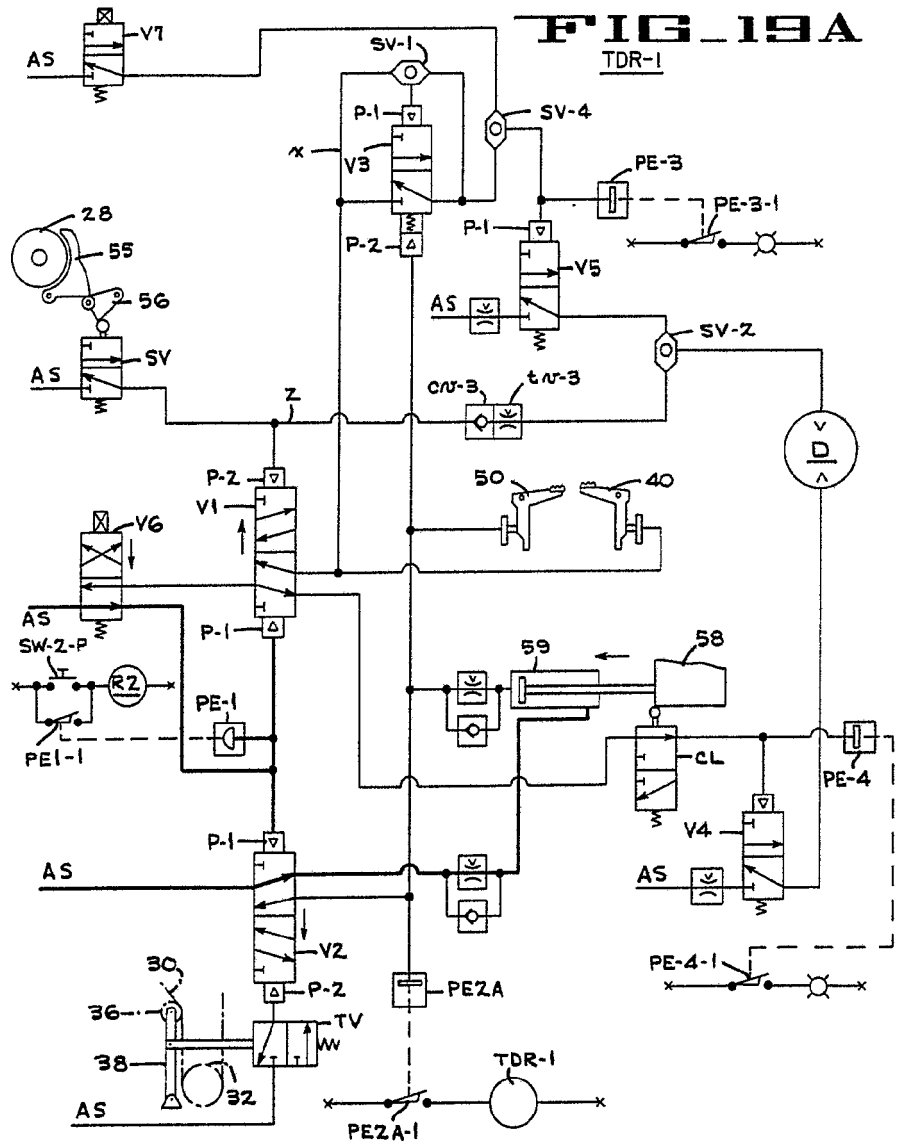 FIG_19A
TDR-1
V7
AS
SV-1
P-1
SV-4
x
V3
PE-3
PE-3-1
28
55
P-2
P-1
V5
56
AS
SV-2
SV
AS
cv-3
tv-3
Z
P-2
50
40
D
V1
V6
AS
P-1
SW-2-P
59
58
R2
PE-1
PE1-1
CL
PE-4
P-1
V4
AS
AS
V2
PE-4-1
30
P-2
PE2A
36
TV
38
32
TDR-1
AS
PE2A-1